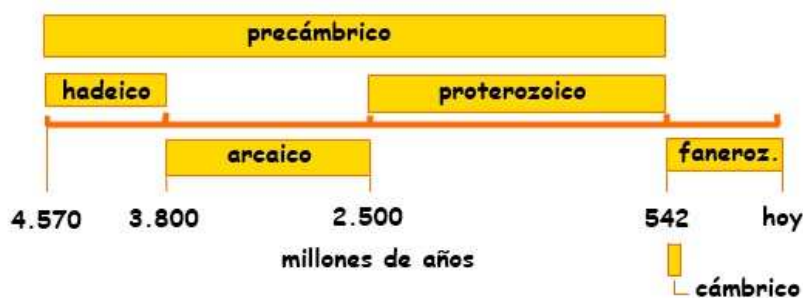 precámbrico
hadeico
proterozoico
arcaico
faneroz.
4.570
3.800
2.500
542
hoy
millones de años
cámbrico